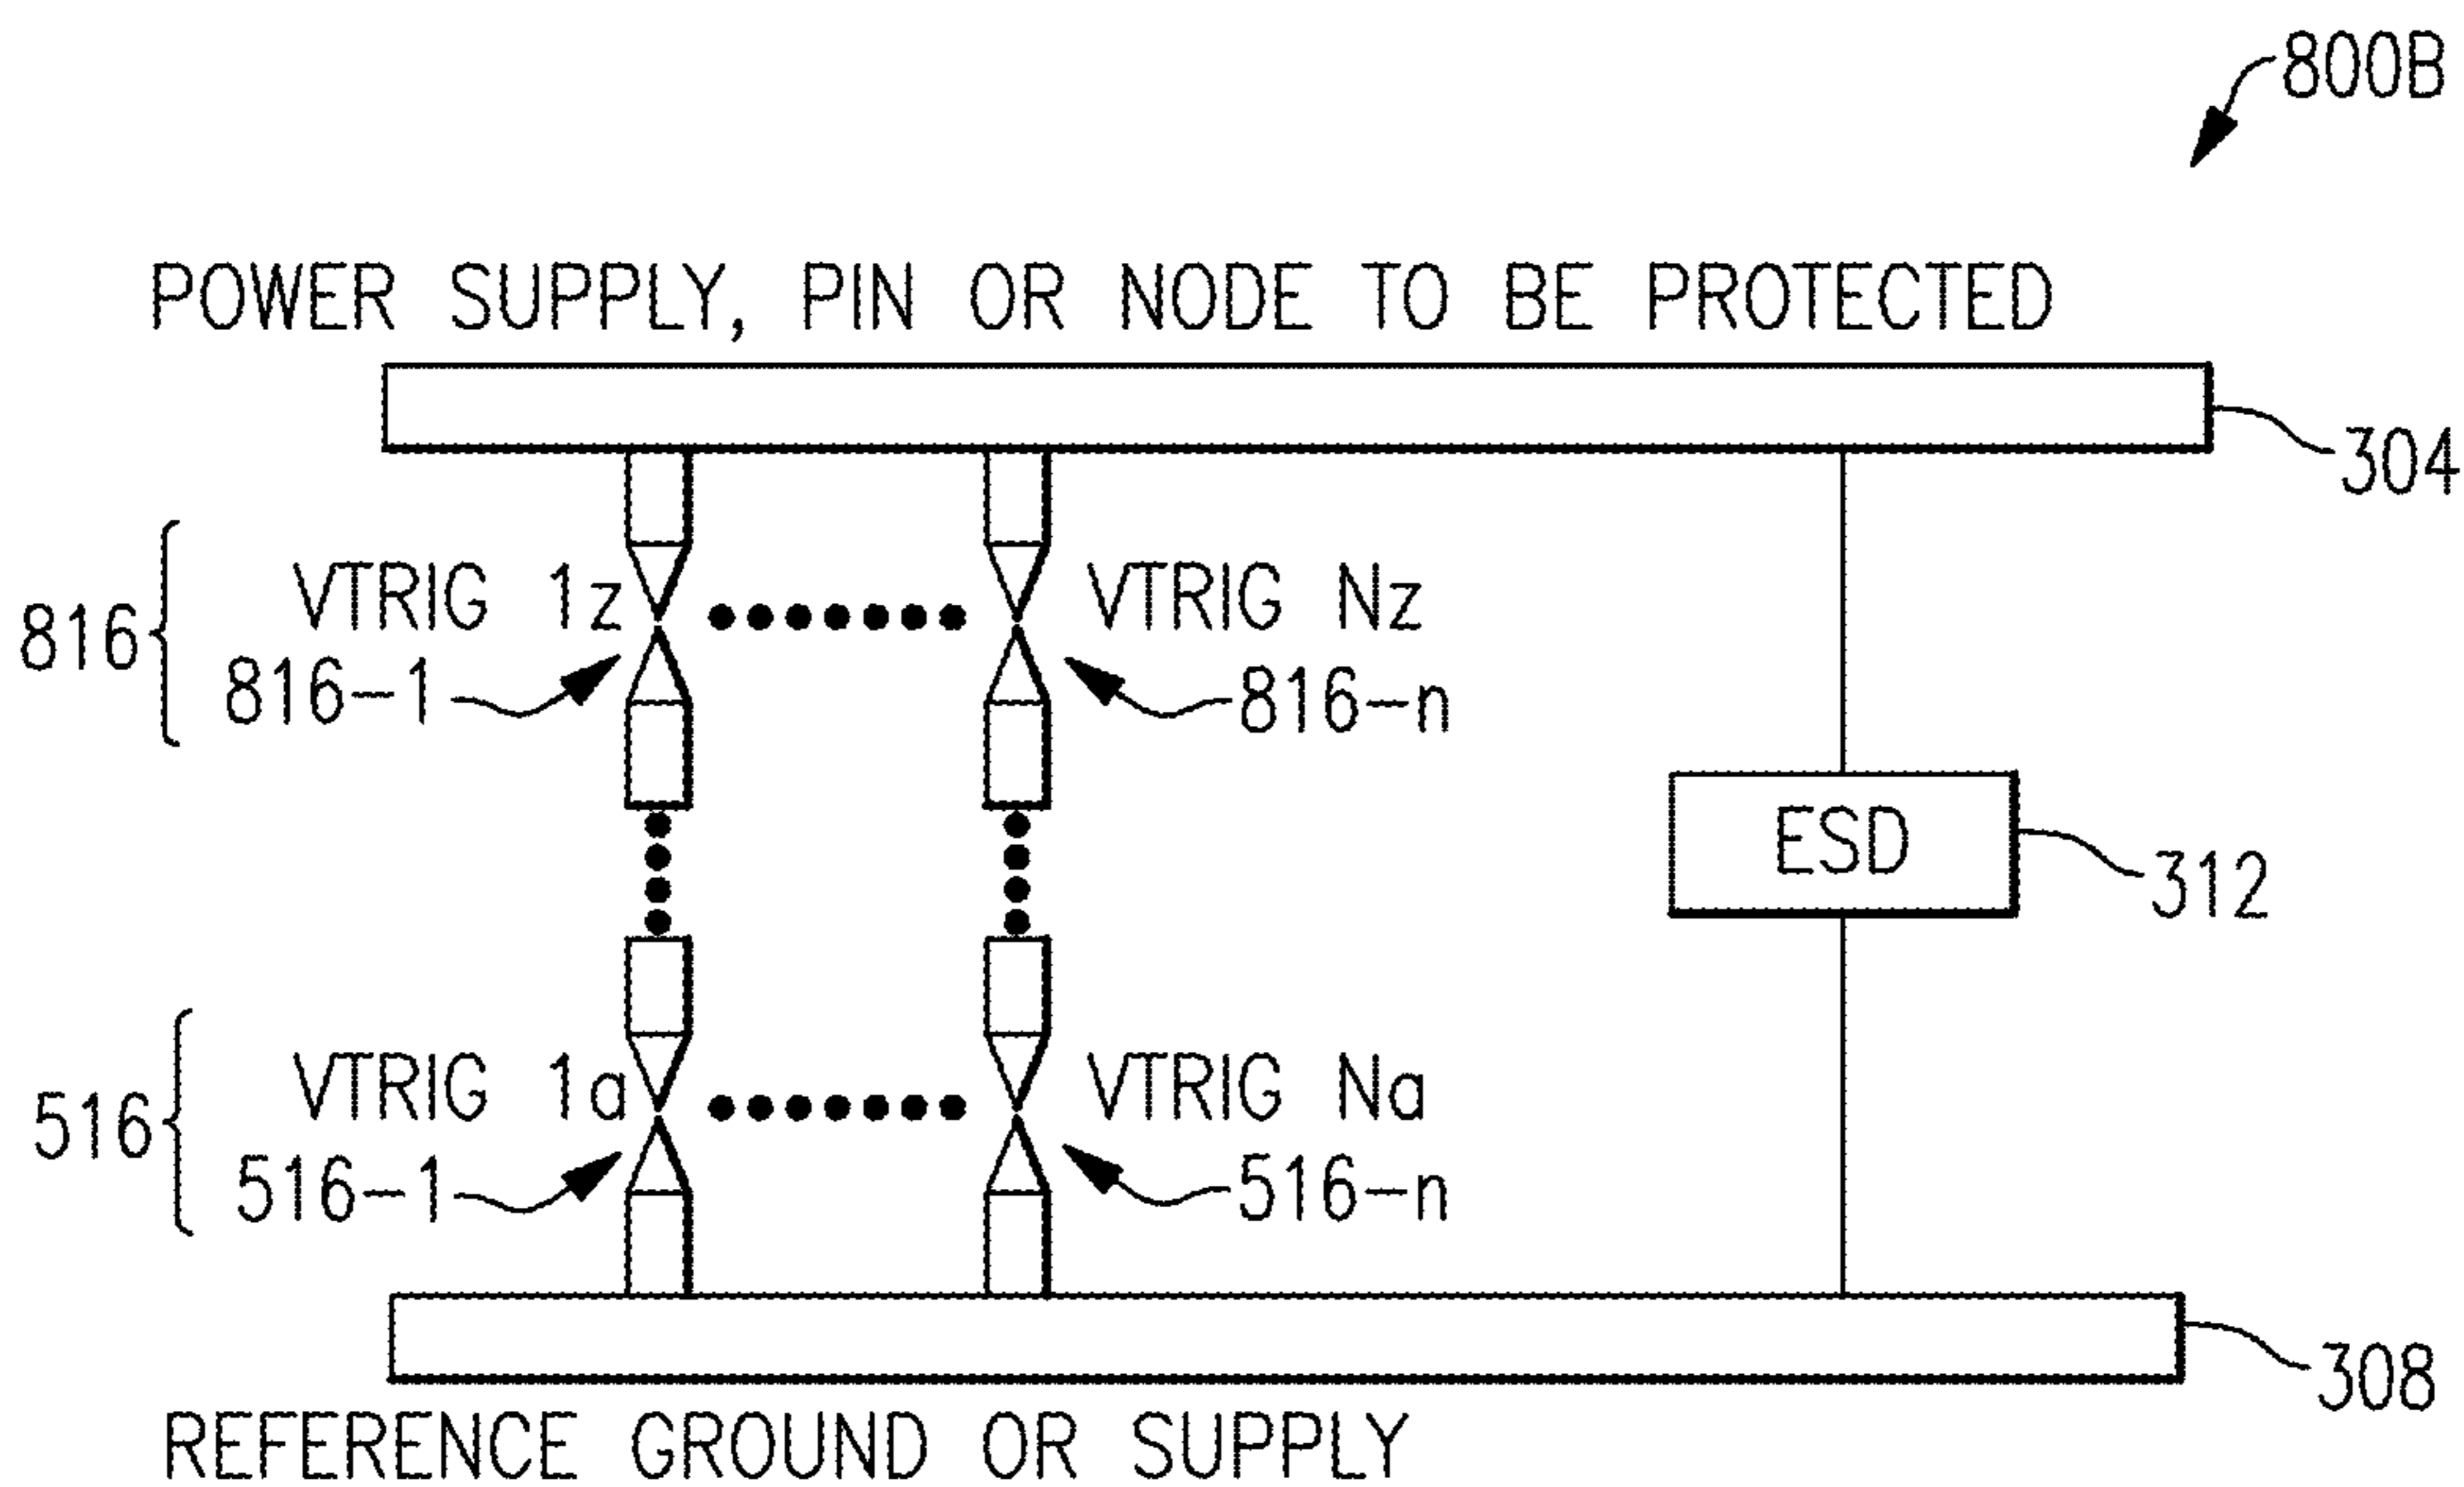 800B
POWER SUPPLY, PIN OR NODE TO BE PROTECTED
304
816
VTRIG 1z
VTRIG Nz
816-1
816-n
ESD
312
516
VTRIG 1a
VTRIG Na
516-1
516-n
308
REFERENCE GROUND OR SUPPLY